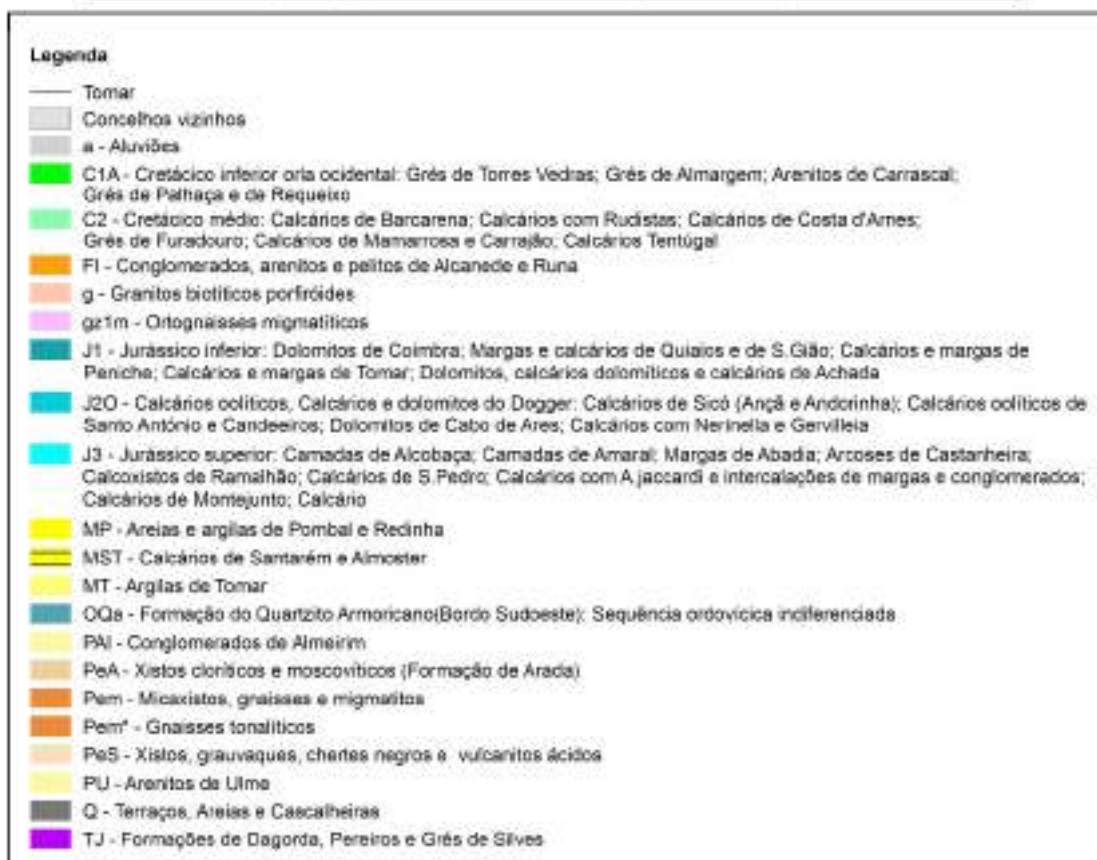 Legenda
Tomar
Concelhos vizinhos
a - Aluviões
C1A - Cretácico inferior orla ocidental: Grés de Torres Vedras; Grés de Almargem; Arenitos de Carrascal;
Grés de Palhaça e de Requeixo
C2 - Cretácico médio: Calcários de Barcarena; Calcários com Rudistas; Calcários de Costa d'Arnes;
Grés de Furadouro; Calcários de Mamarrosa e Carrajão; Calcários Tentúgal
FI - Conglomerados, arenitos e pelitos de Alcanede e Runa
g - Granitos biotíticos porfiróides
gz1m - Ortognaisses migmatíticos
J1 - Jurássico inferior: Dolomitos de Coimbra; Margas e calcários de Quiaios e de S.Gião; Calcários e margas de
Peniche; Calcários e margas de Tomar; Dolomitos, calcários dolomíticos e calcários de Achada
J2O - Calcários oolíticos, Calcários e dolomitos do Dogger: Calcários de Sicó (Ançã e Andorinha); Calcários oolíticos de
Santo António e Candeeiros; Dolomitos de Cabo de Ares; Calcários com Nerinella e Gervilleia
J3 - Jurássico superior: Camadas de Alcobaça; Camadas de Amaral; Margas de Abadia; Arcoses de Castanheira;
Calcoxistos de Ramalhão; Calcários de S.Pedro; Calcários com A.jaccardi e intercalações de margas e conglomerados;
Calcários de Montejunto; Calcário
MP - Areias e argilas de Pombal e Redinha
MST - Calcários de Santarém e Almoster
MT - Argilas de Tomar
OQa - Formação do Quartzito Armoricano(Bordo Sudoeste): Sequência ordovícica indiferenciada
PAl - Conglomerados de Almeirim
PeA - Xistos cloríticos e moscovíticos (Formação de Arada)
Pem - Micaxistos, gnaisses e migmatitos
Pem* - Gnaisses tonalíticos
PeS - Xistos, grauvaques, chertes negros e vulcanitos ácidos
PU - Arenitos de Ulme
Q - Terraços, Areias e Cascalheiras
TJ - Formações de Dagorda, Pereiros e Grés de Silves